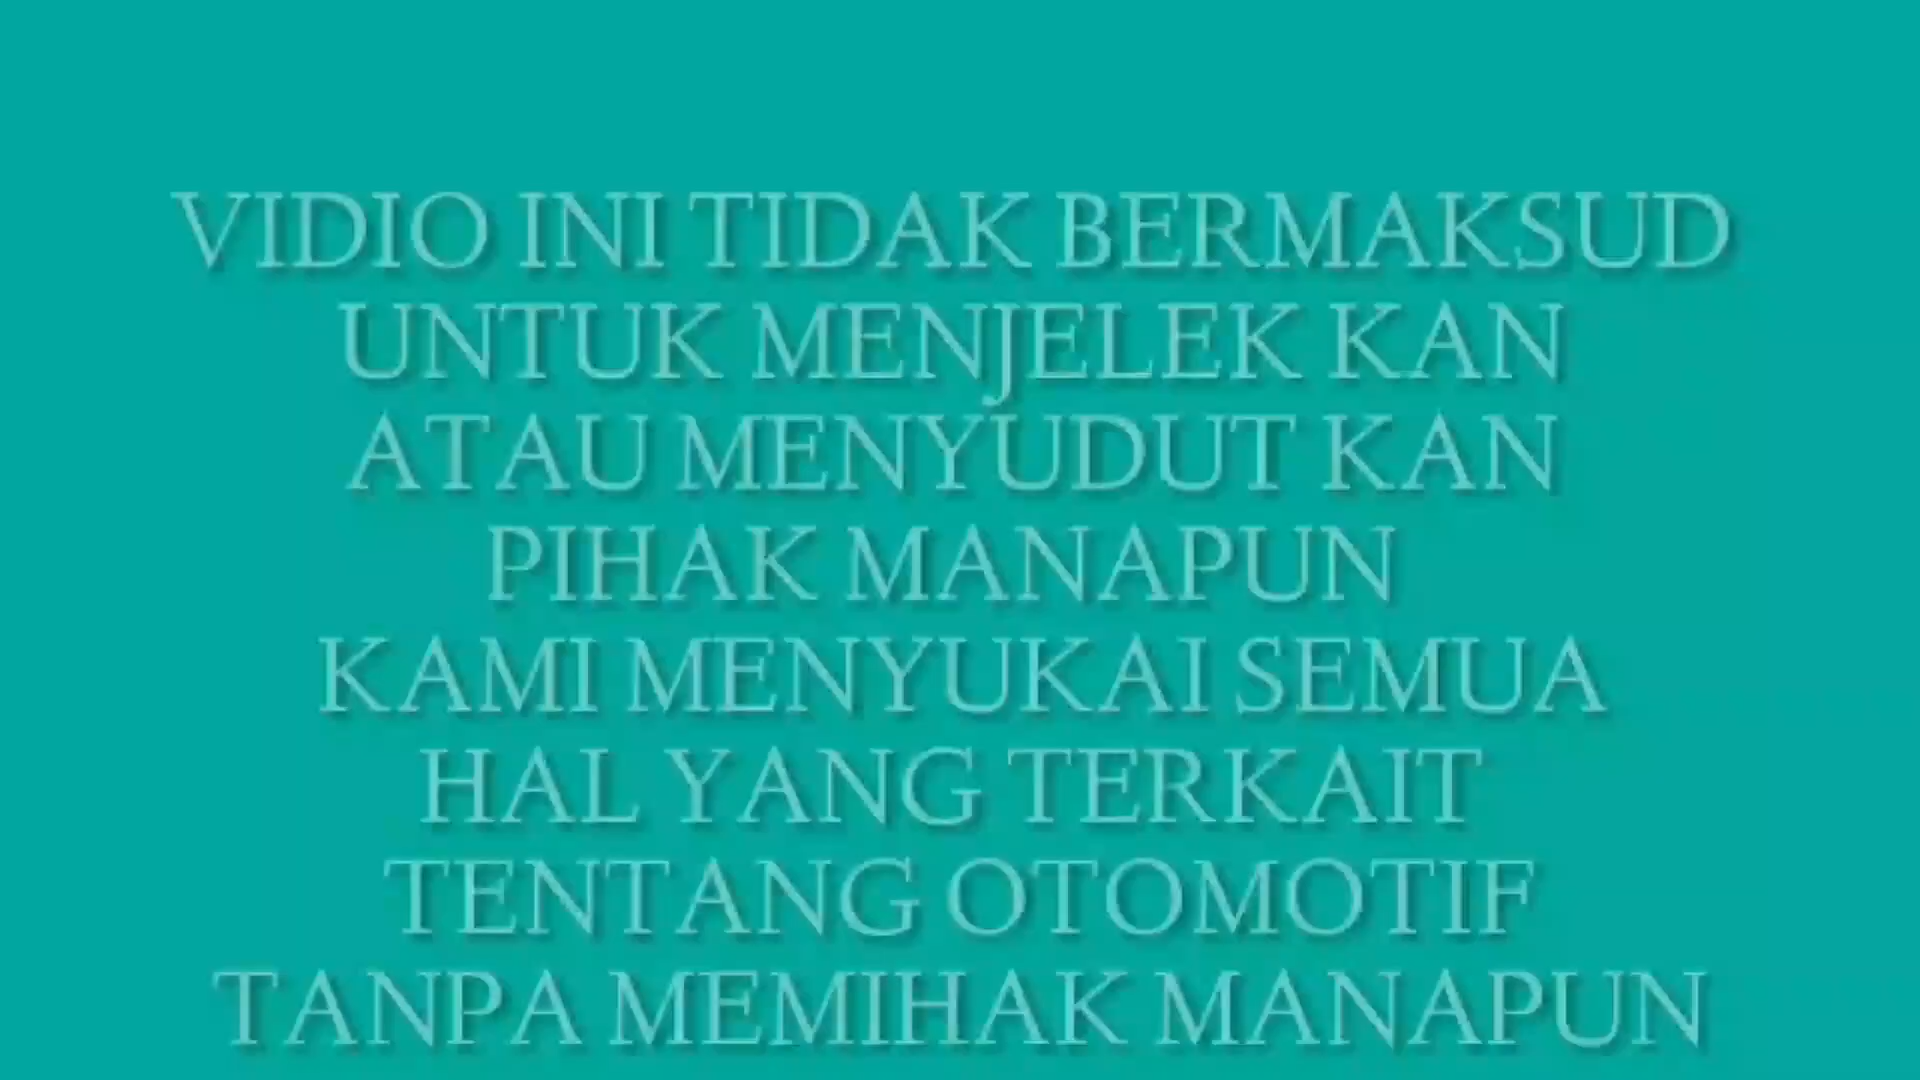 VIDIO INI TIDAK BERMAKSUD
UNTUK MENJELEK KAN
ATAU MENYUDUT KAN
PIHAK MANAPUN
KAMI MENYUKAI SEMUA
HAL YANG TERKAIT
TENTANG OTOMOTIF
TANPA MEMIHAK MANAPUN